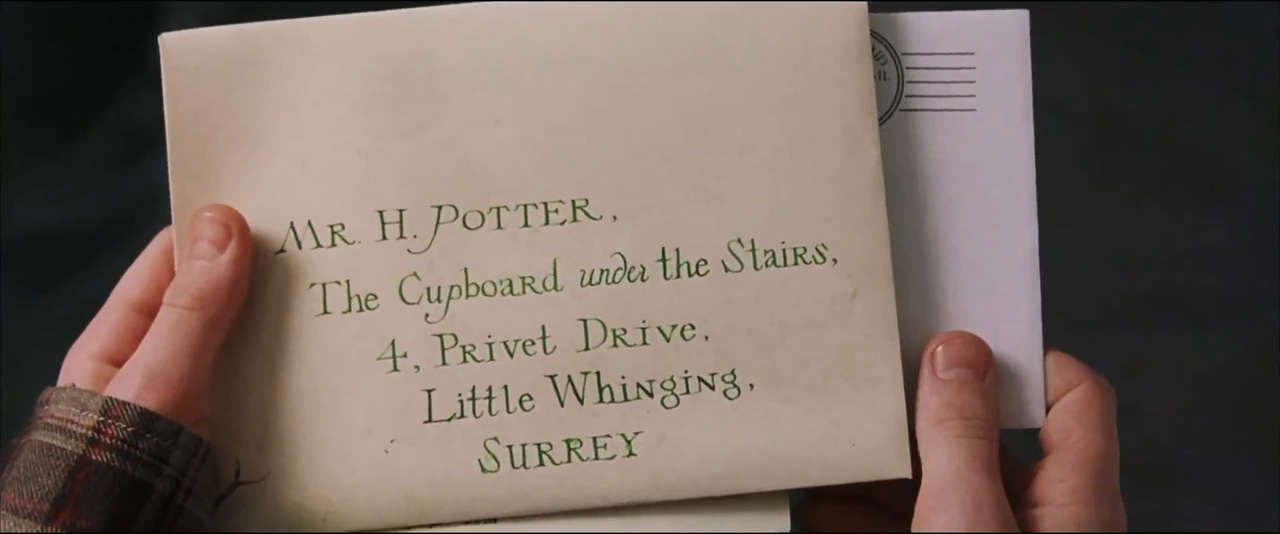 Mr. H. Potter,
The Cupboard under the Stairs,
4, Privet Drive,
Little Whinging,
SURREY